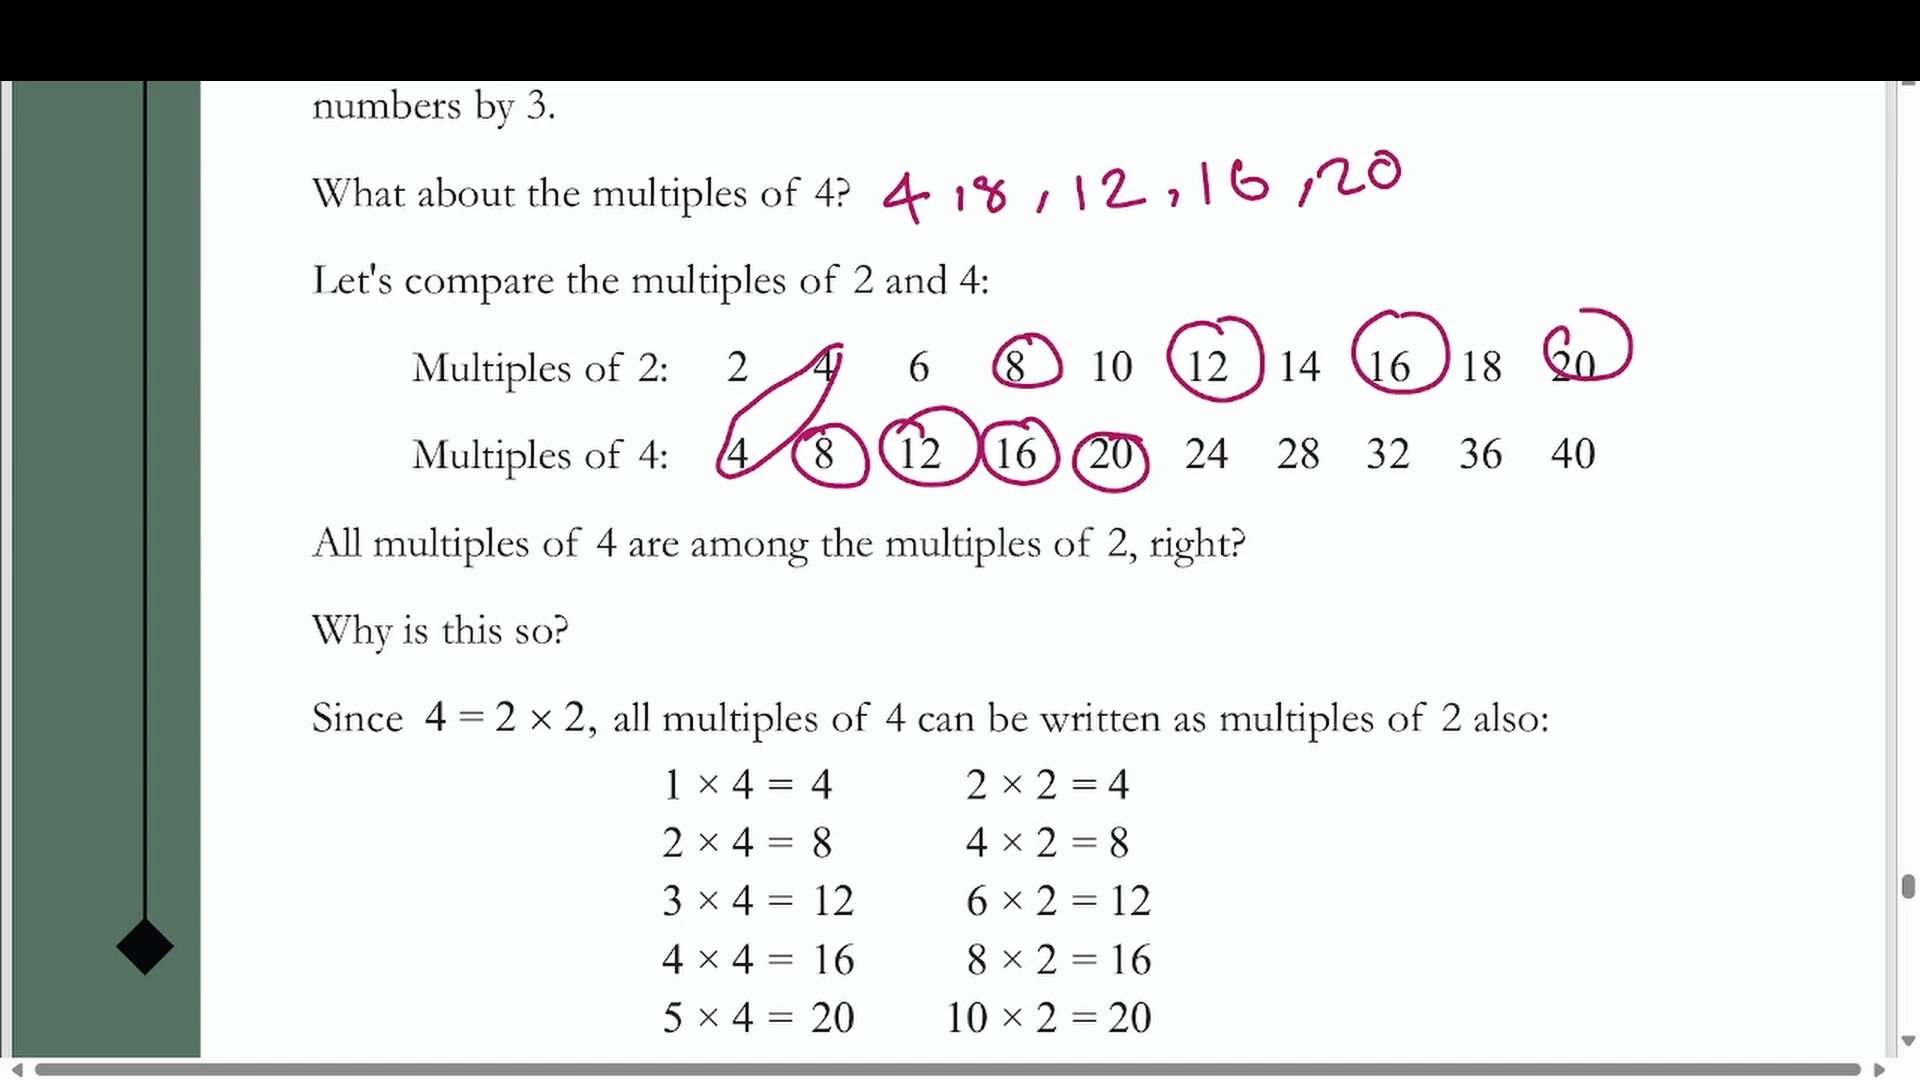 numbers by 3.
What about the multiples of 4? 4 , 8 , 12 , 16 , 20
Let's compare the multiples of 2 and 4:
Multiples of 2: 2 4 6 8 10 12 14 16 18 20
Multiples of 4: 4 8 12 16 20 24 28 32 36 40
All multiples of 4 are among the multiples of 2, right?
Why is this so?
Since 4 = 2 × 2, all multiples of 4 can be written as multiples of 2 also:
1 × 4 = 4 2 × 2 = 4
2 × 4 = 8 4 × 2 = 8
3 × 4 = 12 6 × 2 = 12
4 × 4 = 16 8 × 2 = 16
5 × 4 = 20 10 × 2 = 20